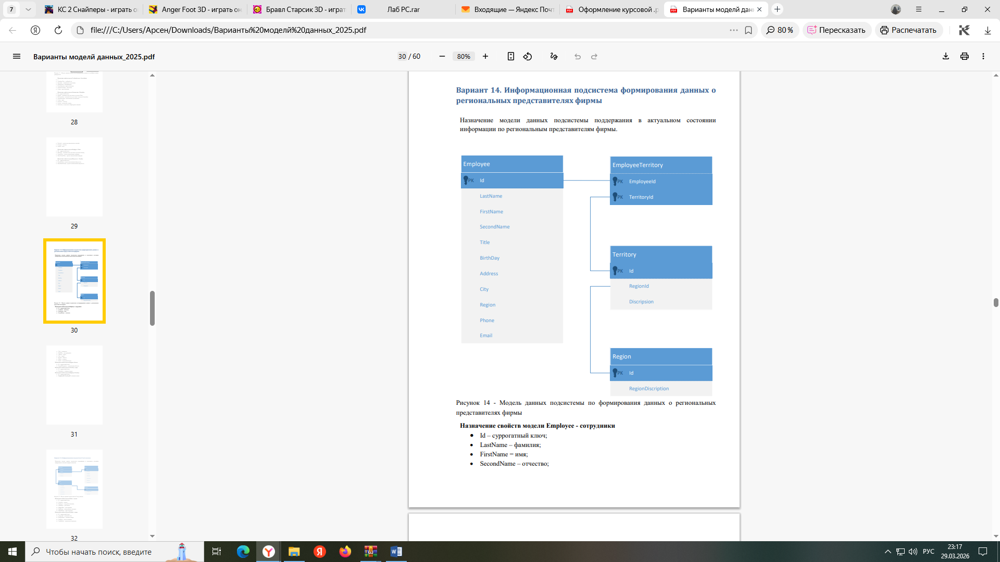 7
КС 2 Снайперы - играть о
Anger Foot 3D - играть он
Бравл Старсик 3D - играт
Лаб РС.rar
Входящие — Яндекс Почт
Оформление курсовой .p
Варианты моделй дан
file:///C:/Users/Арсен/Downloads/Варианты%20моделй%20данных_2025.pdf
80 %
Пересказать
Распечатать
Варианты моделй данных_2025.pdf
30 / 60
80%
28
29
30
31
32
Вариант 14. Информационная подсистема формирования данных о
региональных представителях фирмы
Назначение модели данных подсистемы поддержания в актуальном состоянии
информации по региональным представителям фирмы.
Employee
PK Id
LastName
FirstName
SecondName
Title
BirthDay
Address
City
Region
Phone
Email
EmployeeTerritory
PK EmployeeId
PK TerritoryId
Territory
PK Id
RegionId
Discripsion
Region
PK Id
RegionDiscription
Рисунок 14 - Модель данных подсистемы по формирования данных о региональных
представителях фирмы
Назначение свойств модели Employee - сотрудники
• Id – суррогатный ключ;
• LastName – фамилия;
• FirstName = имя;
• SecondName – отчество;
Чтобы начать поиск, введите
РУС
23:17
29.03.2026